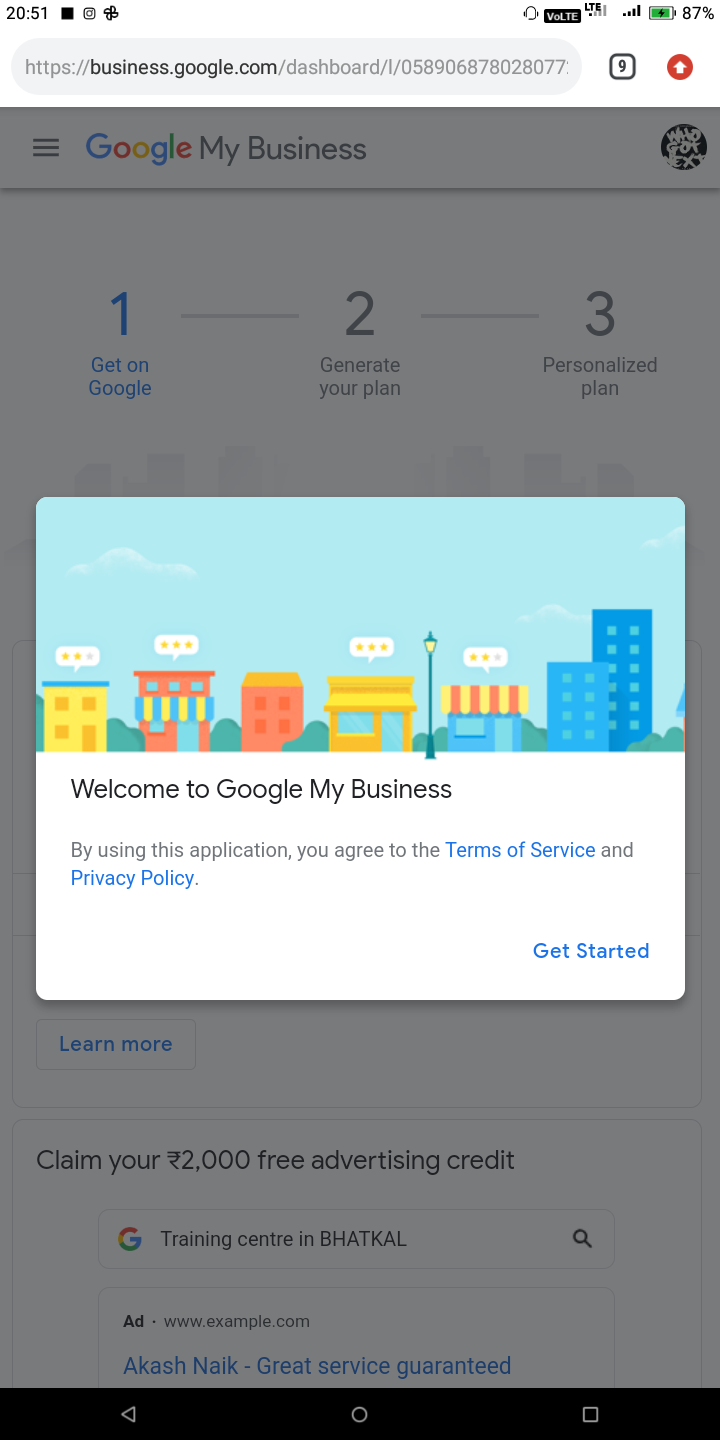 20:51
VoLTE LTE 87%
https://business.google.com/dashboard/l/058906878028077
9
Google My Business
1 2 3
Get on Google
Generate your plan
Personalized plan
Welcome to Google My Business
By using this application, you agree to the Terms of Service and
Privacy Policy.
Get Started
Learn more
Claim your ₹2,000 free advertising credit
Training centre in BHATKAL
Ad · www.example.com
Akash Naik - Great service guaranteed